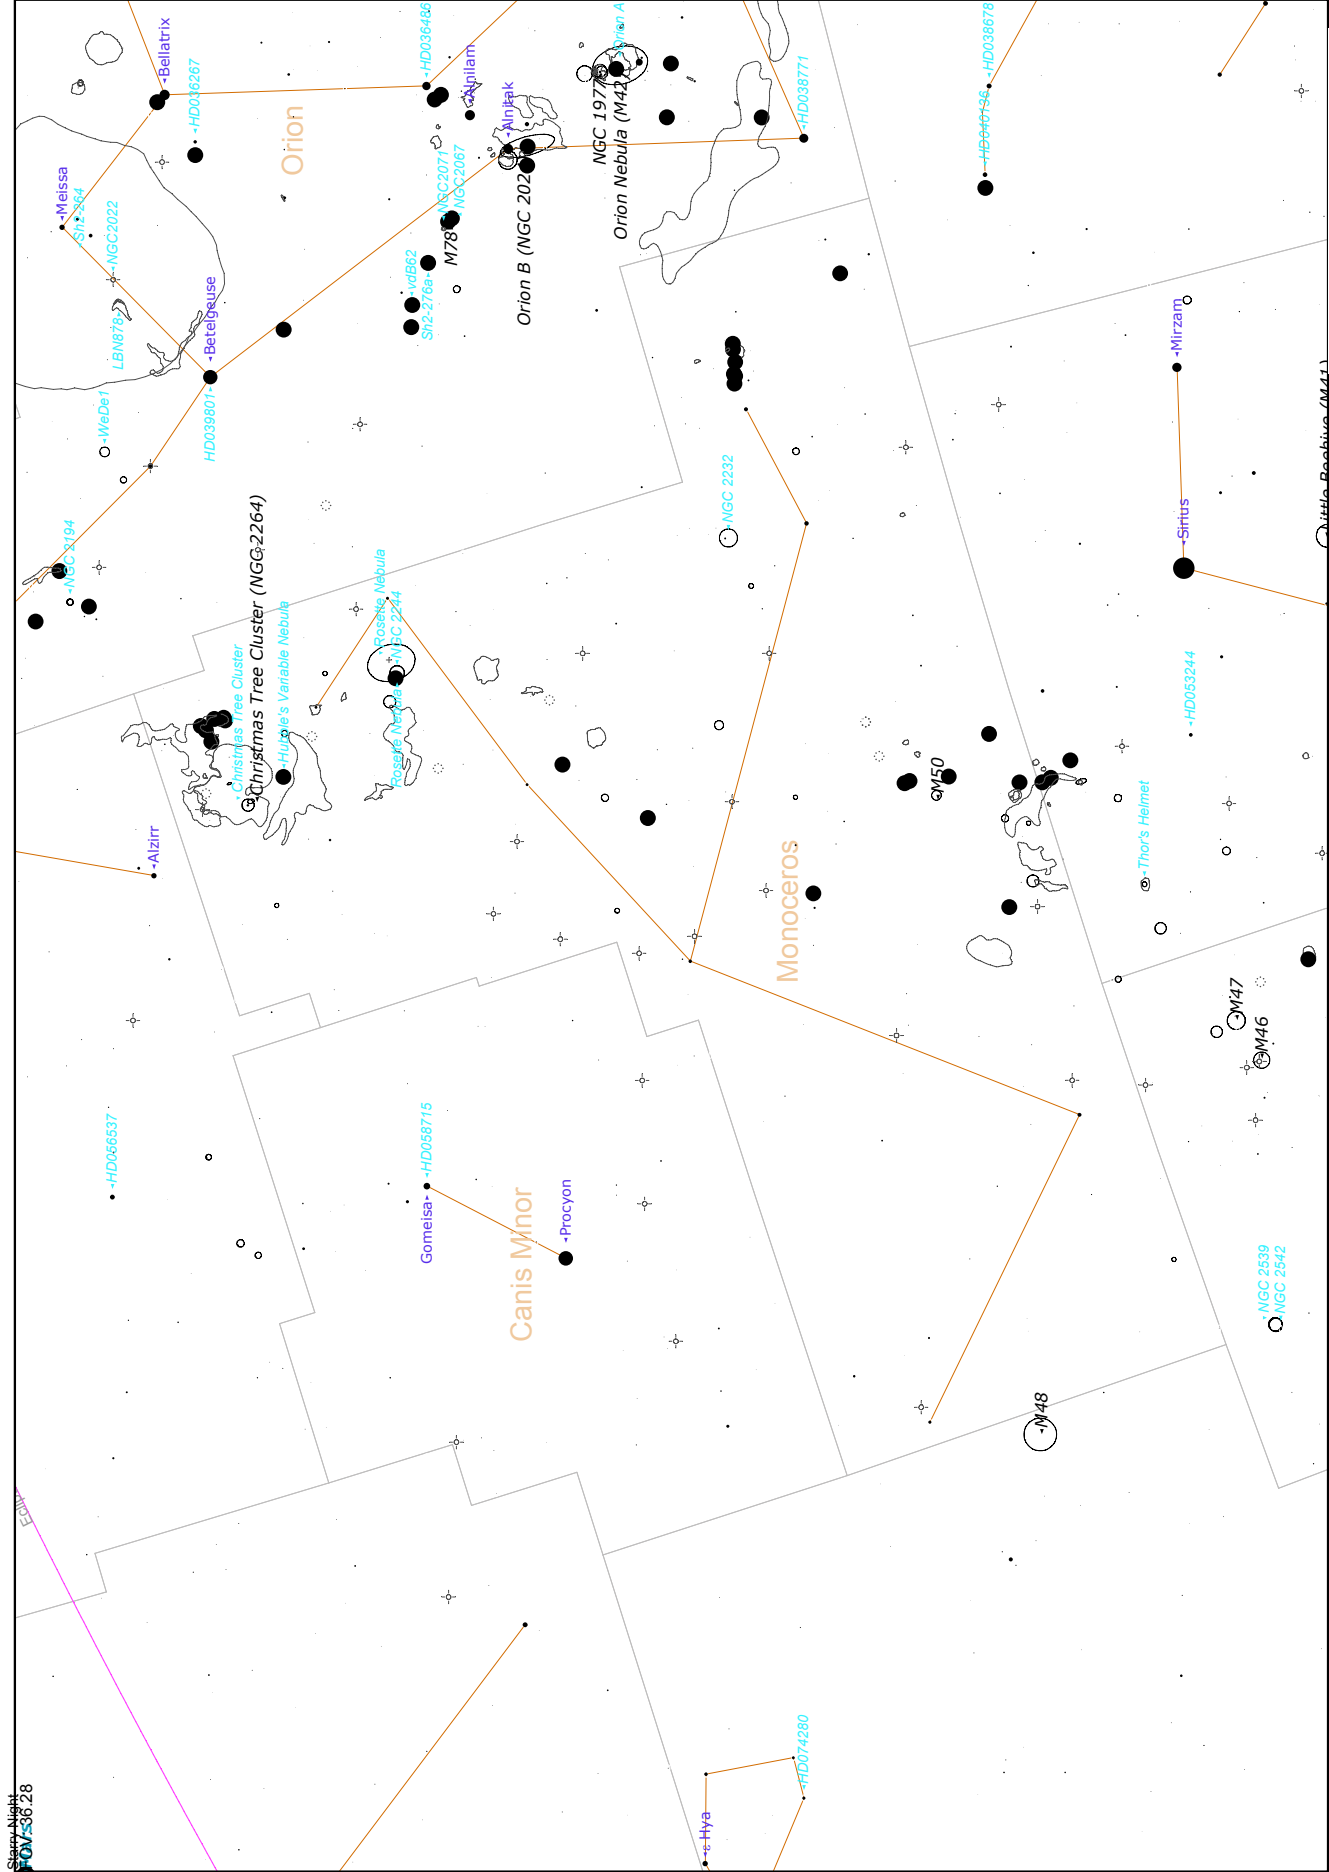 Bellatrix
HD036267
Orion
HD036486
Alnilam
Alnitak
NGC 1977
Orion Nebula (M42
Orion A
HD038771
HD038678
HD040136
Meissa
Sh2-264
NGC2022
LBN878
Betelgeuse
HD039801
WeDe1
NGC2071
NGC2067
M78
vdB62
Sh2-276a
Orion B (NGC 202
Mirzam
Sirius
Little Beehive (M41)
NGC 2194
NGC 2232
Christmas Tree Cluster
Christmas Tree Cluster (NGC 2264)
Hubble's Variable Nebula
Rosette Nebula
NGC 2244
Rosette Nebula
HD053244
M50
Thor's Helmet
Alzirr
Monoceros
M47
M46
HD056537
HD058715
Gomeisa
Procyon
Canis Minor
NGC 2539
NGC 2542
M48
HD074280
ε Hya
Starry Night
FOV: 36.28